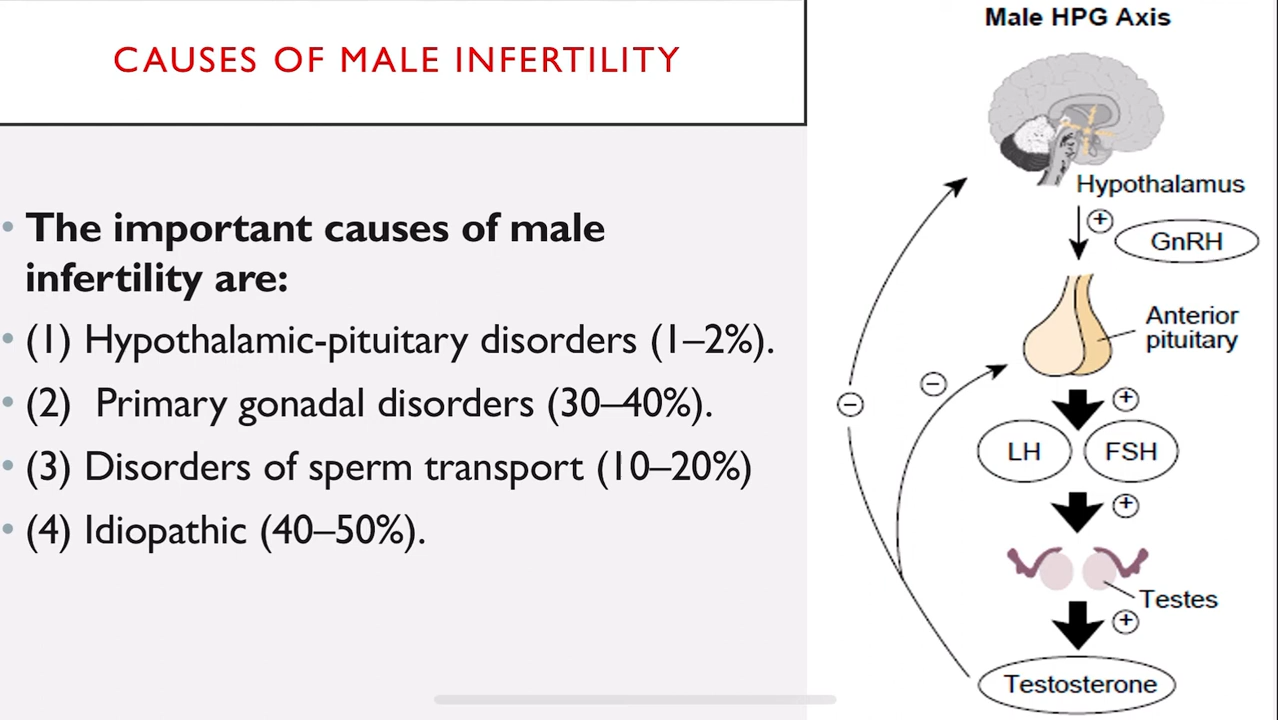 CAUSES OF MALE INFERTILITY
• The important causes of male
infertility are:
• (1) Hypothalamic-pituitary disorders (1–2%).
• (2) Primary gonadal disorders (30–40%).
• (3) Disorders of sperm transport (10–20%)
• (4) Idiopathic (40–50%).
Male HPG Axis
Hypothalamus
+
GnRH
Anterior
pituitary
−
−
+
LH
FSH
+
Testes
+
Testosterone